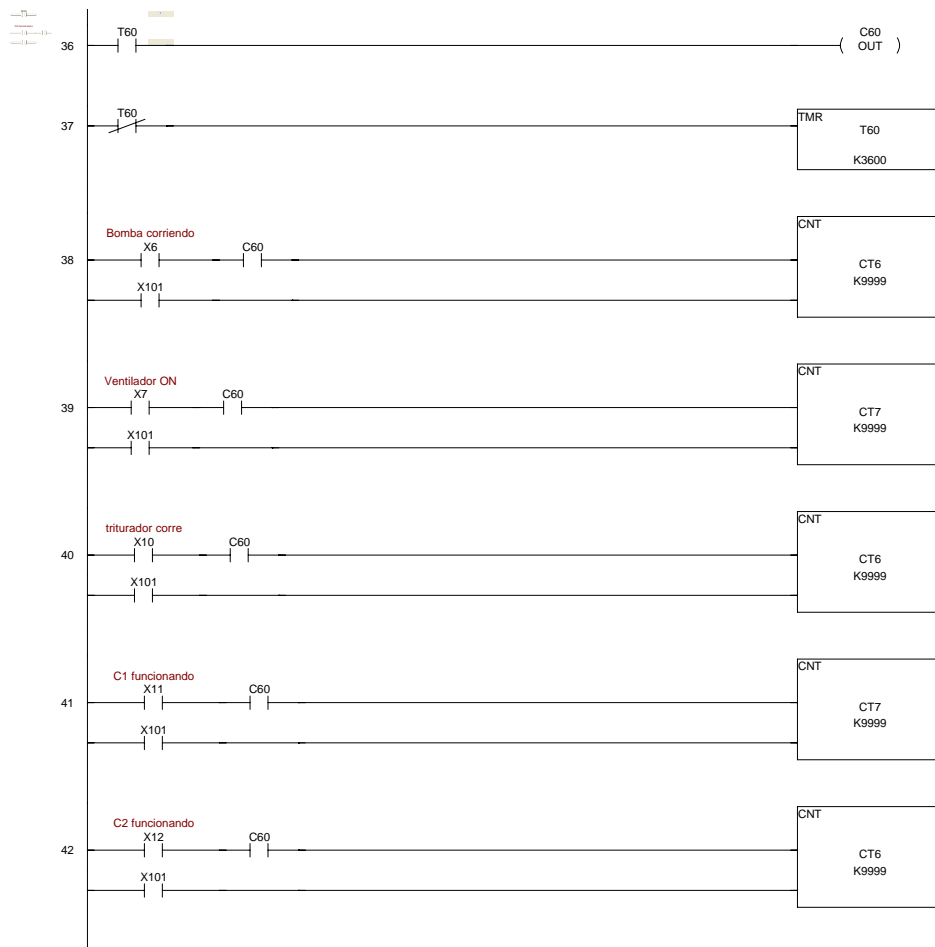 T60
C60
36
OUT
T60
TMR
37
T60
K3600
Bomba corriendo
CNT
X6
C60
38
CT6
K9999
X101
Ventilador ON
CNT
X7
C60
39
CT7
K9999
X101
triturador corre
CNT
X10
C60
40
CT6
K9999
X101
C1 funcionando
CNT
X11
C60
41
CT7
K9999
X101
C2 funcionando
CNT
X12
C60
42
CT6
K9999
X101